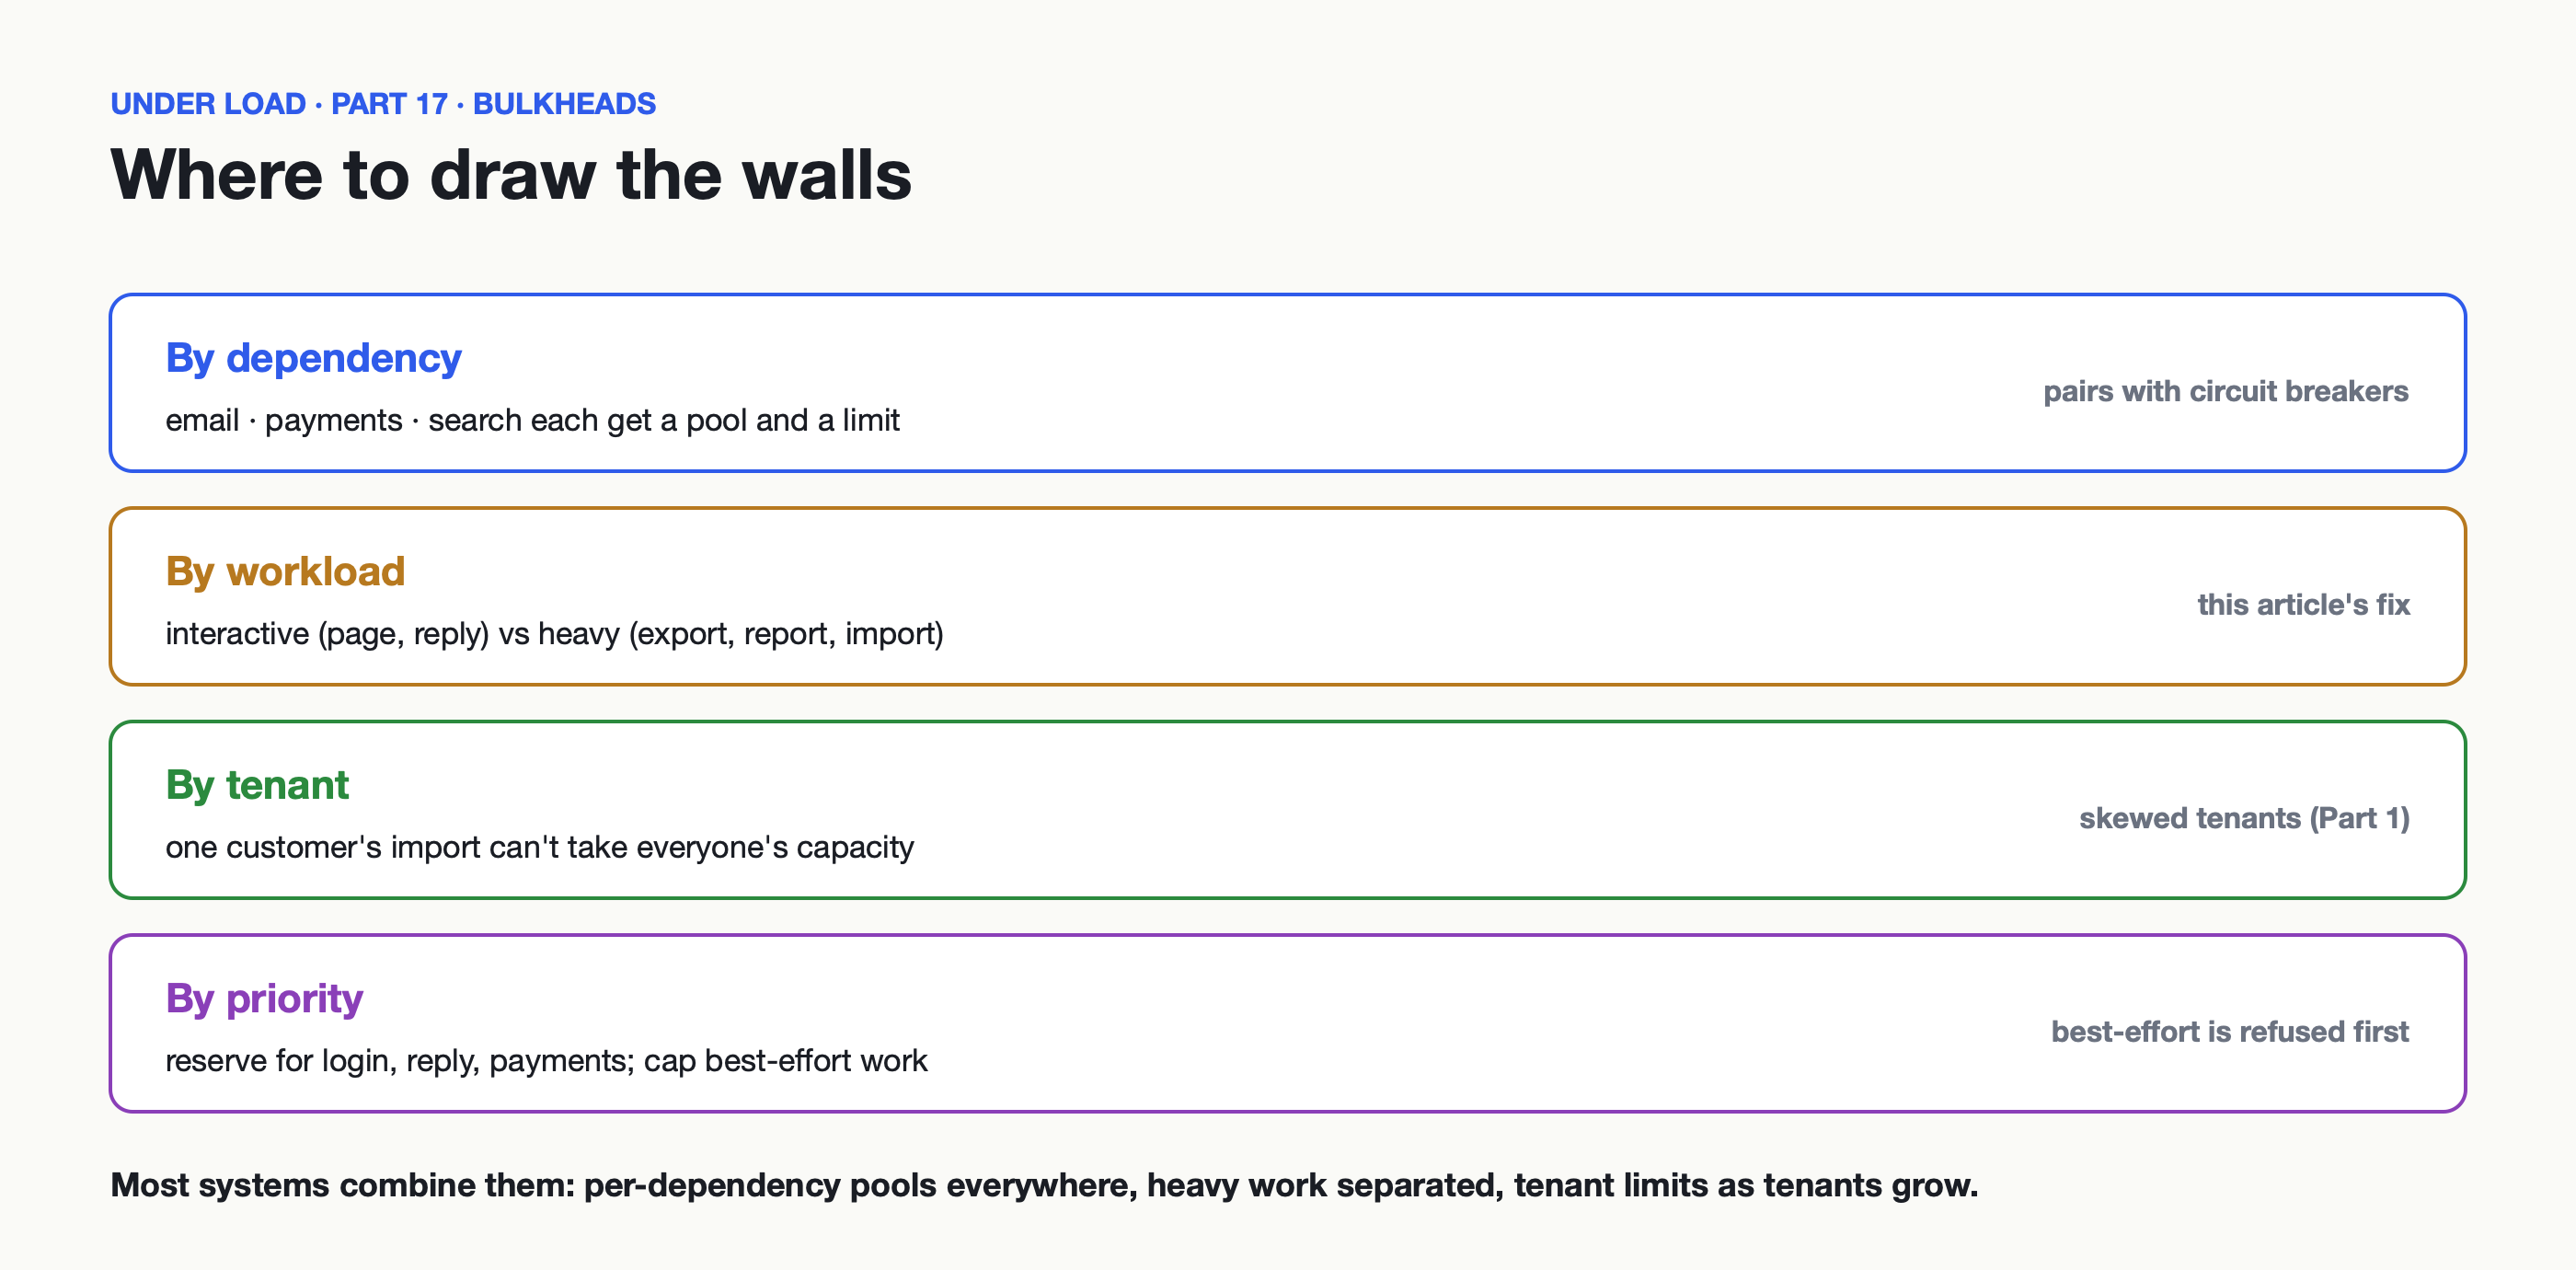 UNDER LOAD · PART 17 · BULKHEADS
Where to draw the walls
By dependency
email · payments · search each get a pool and a limit
pairs with circuit breakers
By workload
interactive (page, reply) vs heavy (export, report, import)
this article's fix
By tenant
one customer's import can't take everyone's capacity
skewed tenants (Part 1)
By priority
reserve for login, reply, payments; cap best-effort work
best-effort is refused first
Most systems combine them: per-dependency pools everywhere, heavy work separated, tenant limits as tenants grow.